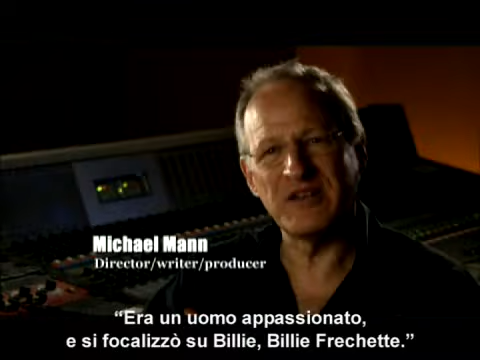 Michael Mann
Director/writer/producer
“Era un uomo appassionato,
e si focalizzò su Billie, Billie Frechette.”